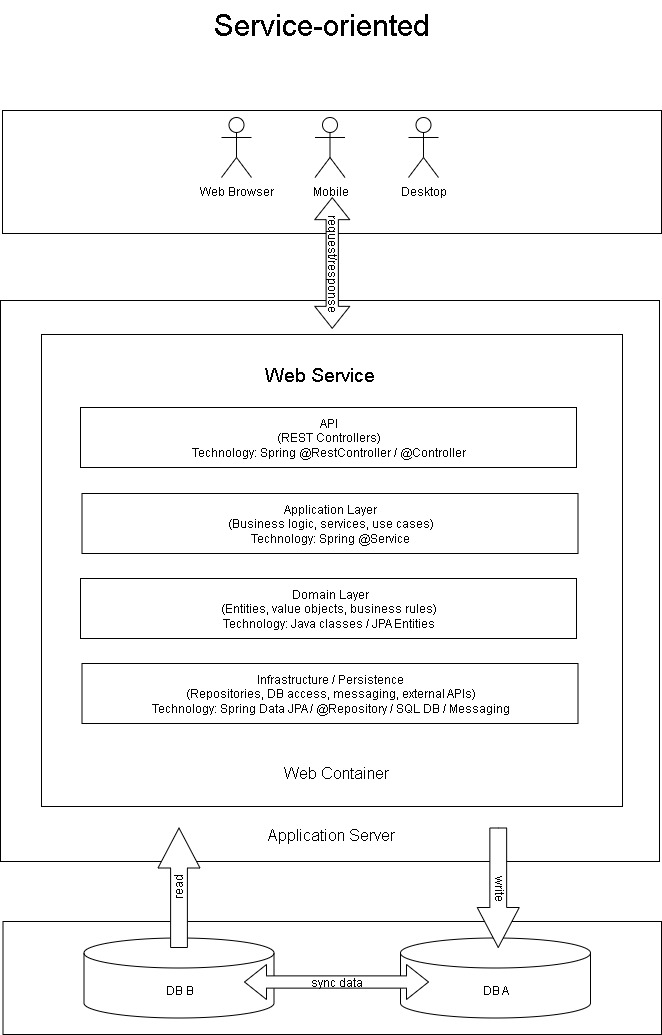 Service-oriented
Web Browser
Mobile
Desktop
request/response
Web Service
API
(REST Controllers)
Technology: Spring @RestController / @Controller
Application Layer
(Business logic, services, use cases)
Technology: Spring @Service
Domain Layer
(Entities, value objects, business rules)
Technology: Java classes / JPA Entities
Infrastructure / Persistence
(Repositories, DB access, messaging, external APIs)
Technology: Spring Data JPA / @Repository / SQL DB / Messaging
Web Container
Application Server
read
write
DB B
sync data
DB A